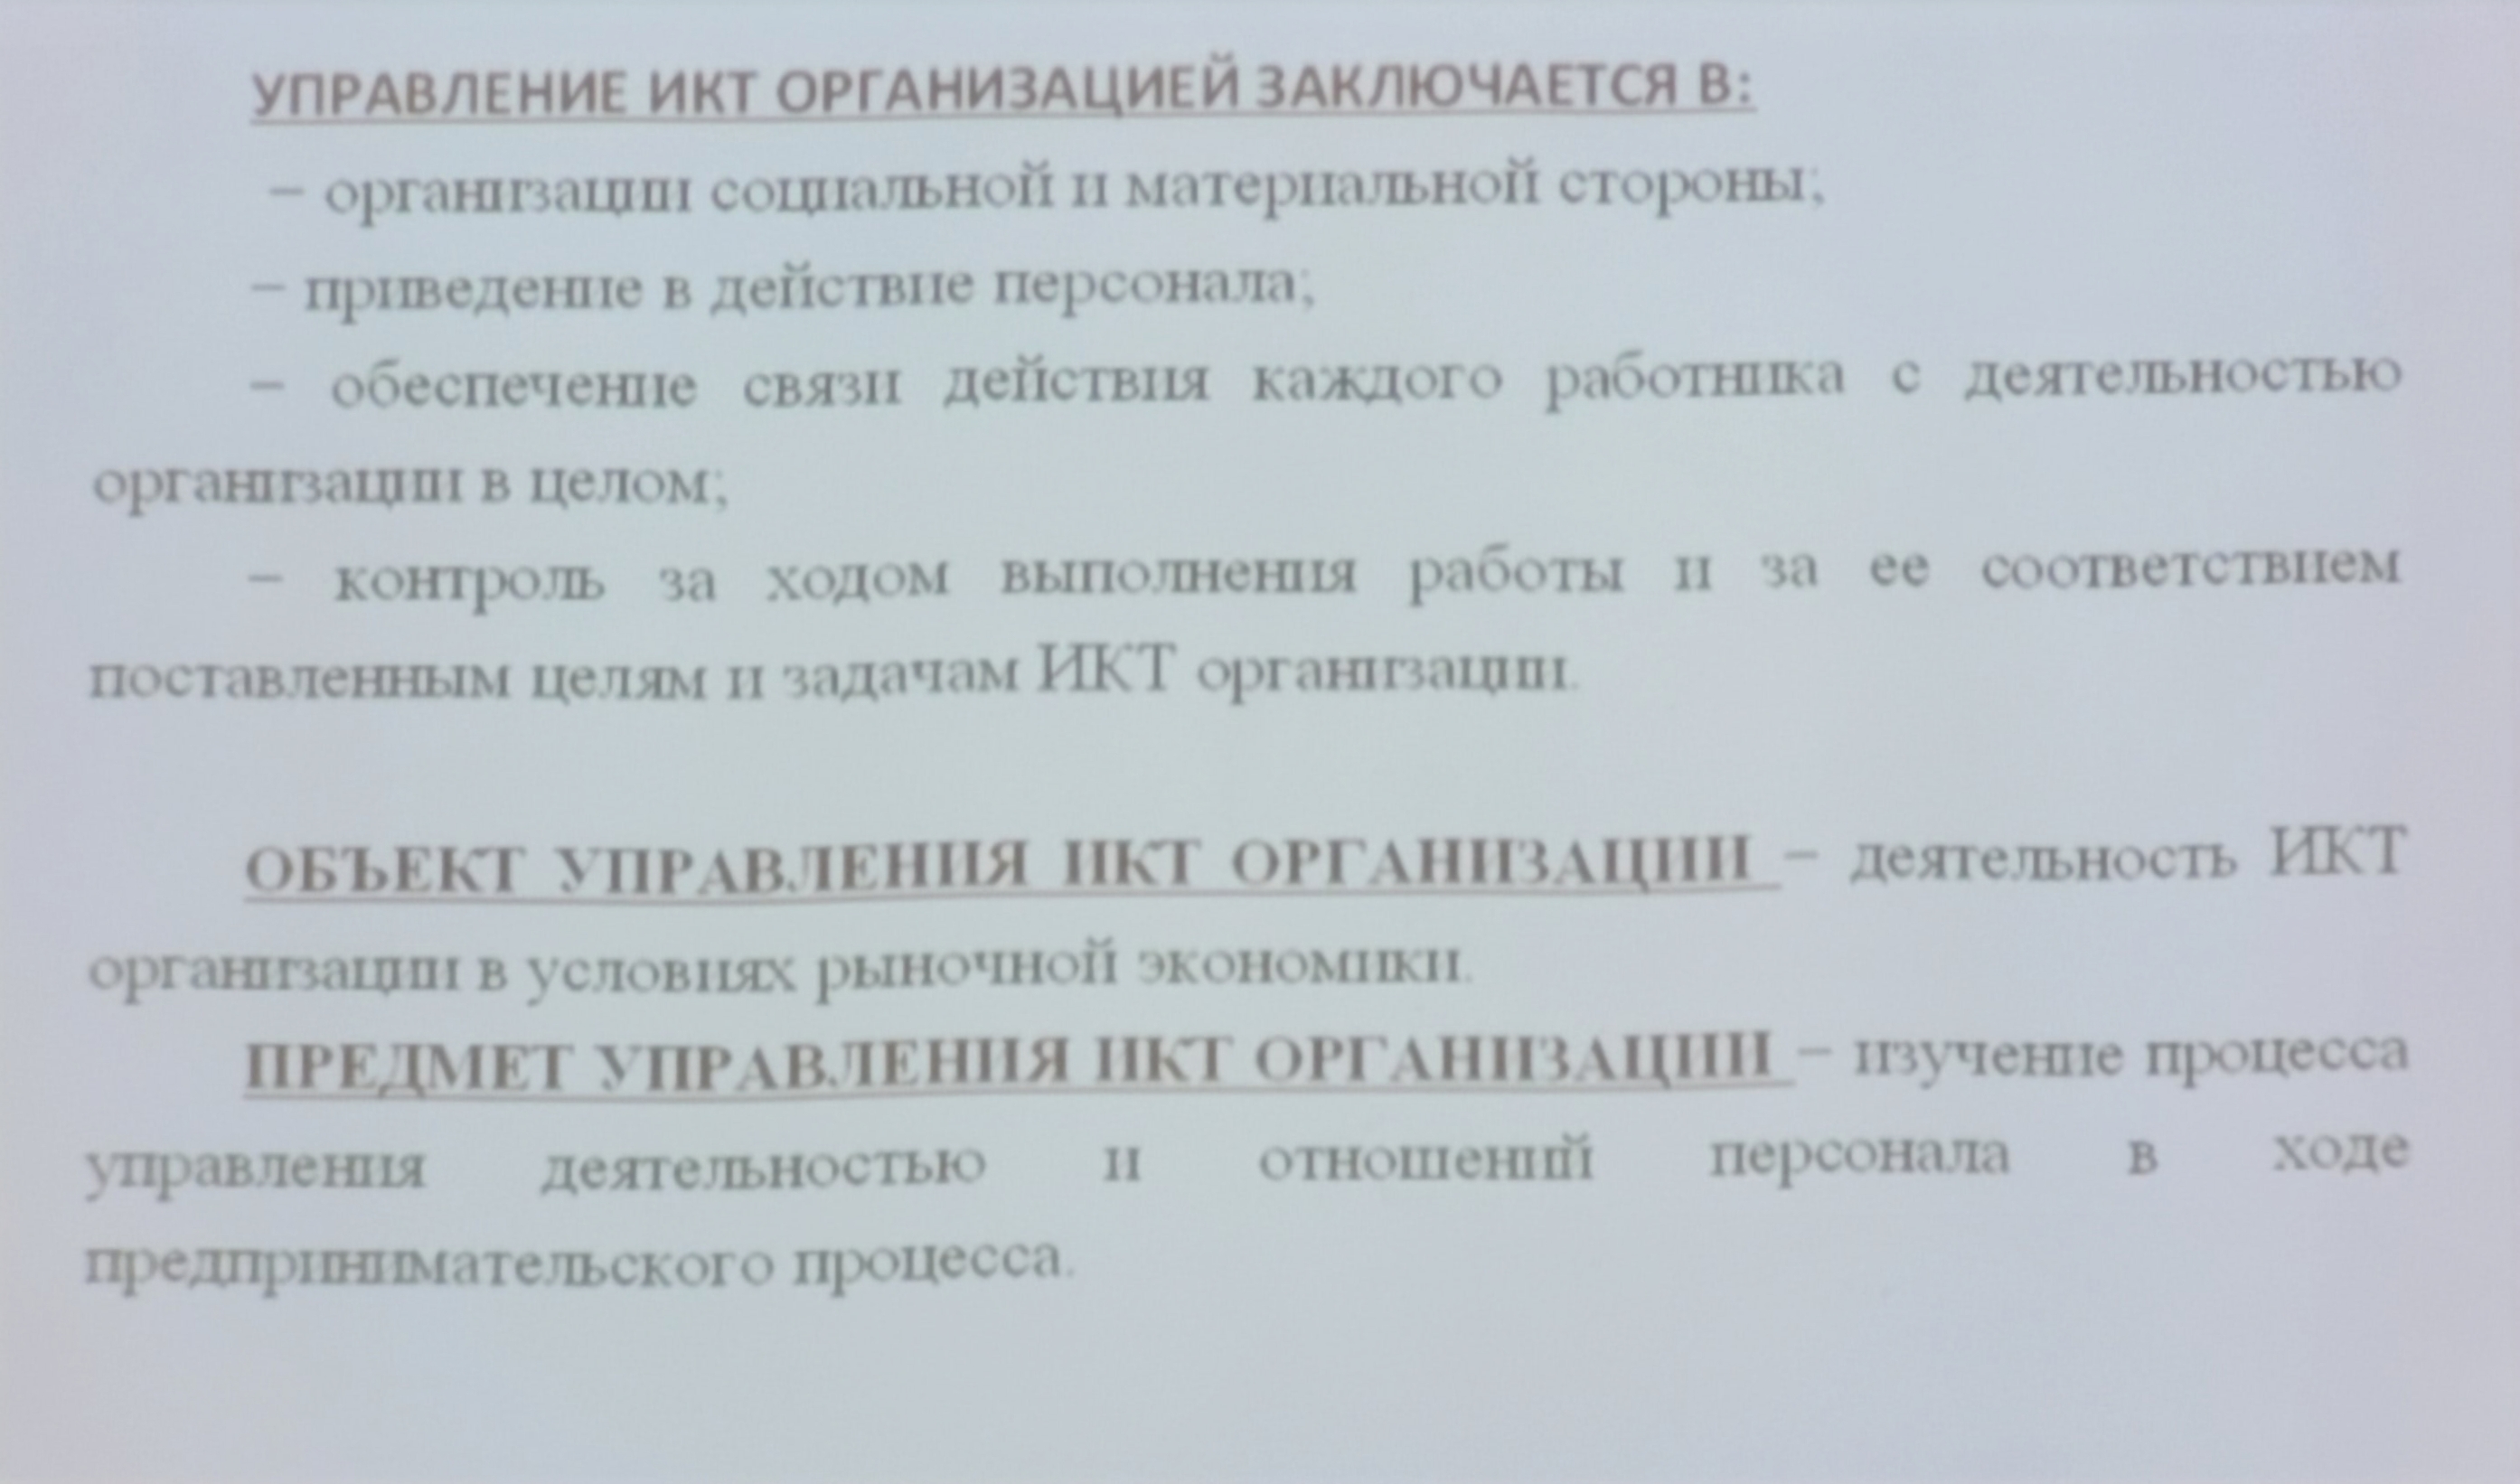 УПРАВЛЕНИЕ ИКТ ОРГАНИЗАЦИЕЙ ЗАКЛЮЧАЕТСЯ В:
– организации социальной и материальной стороны;
– приведение в действие персонала;
– обеспечение связи действия каждого работника с деятельностью
организации в целом;
– контроль за ходом выполнения работы и за ее соответствием
поставленным целям и задачам ИКТ организации.
ОБЪЕКТ УПРАВЛЕНИЯ ИКТ ОРГАНИЗАЦИИ – деятельность ИКТ
организации в условиях рыночной экономики.
ПРЕДМЕТ УПРАВЛЕНИЯ ИКТ ОРГАНИЗАЦИИ – изучение процесса
управления деятельностью и отношений персонала в ходе
предпринимательского процесса.